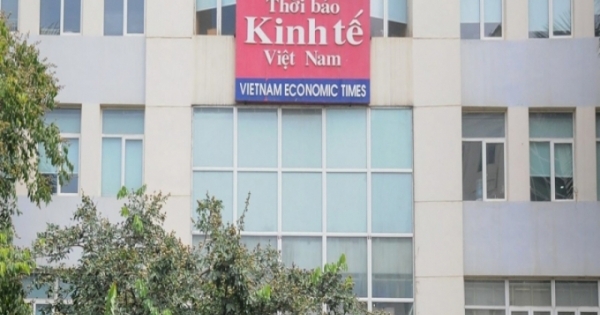 Thời báo
Kinh tế
Việt Nam
VIETNAM ECONOMIC TIMES